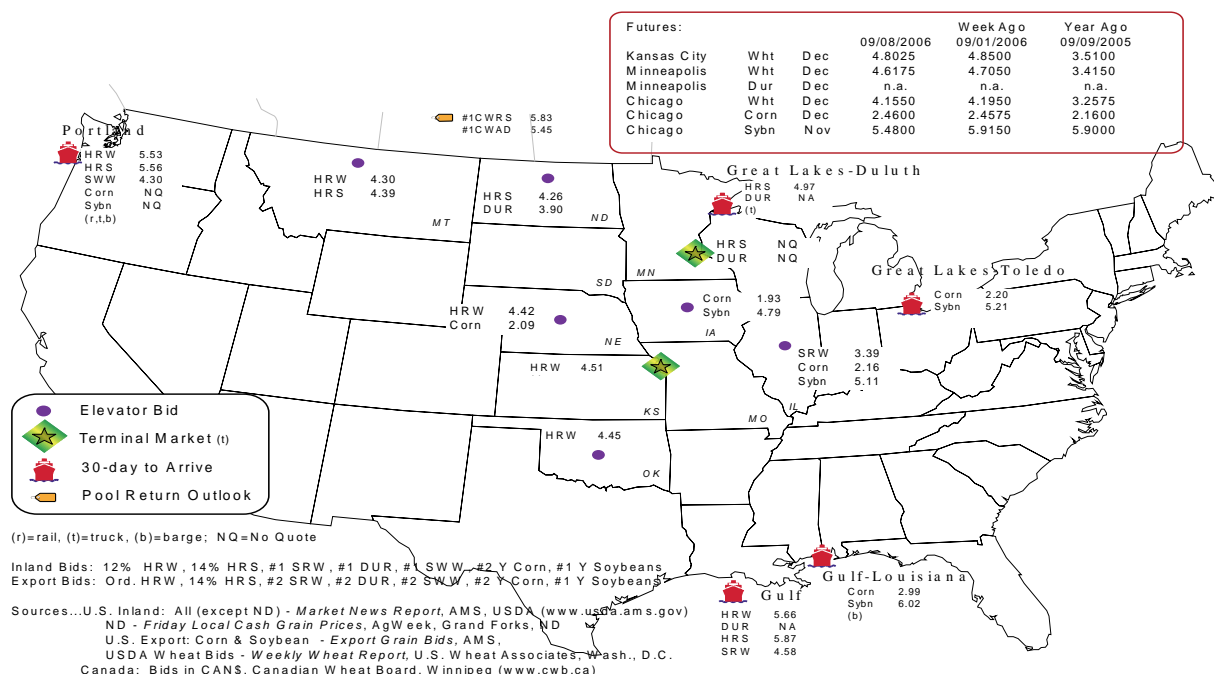 Futures: Week Ago Year Ago
09/08/2006 09/01/2006 09/09/2005
Kansas City Wht Dec 4.8025 4.8500 3.5100
Minneapolis Wht Dec 4.6175 4.7050 3.4150
Minneapolis Dur Dec n.a. n.a. n.a.
Chicago Wht Dec 4.1550 4.1950 3.2575
Chicago Corn Dec 2.4600 2.4575 2.1600
Chicago Sybn Nov 5.4800 5.9150 5.9000
#1CWRS 5.83
#1CWAD 5.45
Portland
HRW 5.53
HRS 5.56
SWW 4.30
Corn NQ
Sybn NQ
(r,t,b)
HRW 4.30
HRS 4.39
MT
HRS 4.26
DUR 3.90
ND
Great Lakes-Duluth
HRS 4.97
DUR NA
(t)
HRS NQ
DUR NQ
MN
SD
Great Lakes-Toledo
Corn 2.20
Sybn 5.21
HRW 4.42
Corn 2.09
NE
Corn 1.93
Sybn 4.79
IA
SRW 3.39
Corn 2.16
Sybn 5.11
IL
HRW 4.51
KS
MO
HRW 4.45
OK
Elevator Bid
Terminal Market (t)
30-day to Arrive
Pool Return Outlook
Gulf-Louisiana
Corn 2.99
Sybn 6.02
(b)
Gulf
HRW 5.66
DUR NA
HRS 5.87
SRW 4.58
(r)=rail, (t)=truck, (b)=barge; NQ=No Quote
Inland Bids: 12% HRW, 14% HRS, #1 SRW, #1 DUR, #1 SWW, #2 Y Corn, #1 Y Soybeans
Export Bids: Ord. HRW, 14% HRS, #2 SRW, #2 DUR, #2 SWW, #2 Y Corn, #1 Y Soybeans
Sources...U.S. Inland: All (except ND) - Market News Report, AMS, USDA (www.usda.ams.gov)
ND - Friday Local Cash Grain Prices, AgWeek, Grand Forks, ND
U.S. Export: Corn & Soybean - Export Grain Bids, AMS,
USDA Wheat Bids - Weekly Wheat Report, U.S. Wheat Associates, Wash., D.C.
Canada: Bids in CAN$, Canadian Wheat Board, Winnipeg (www.cwb.ca)